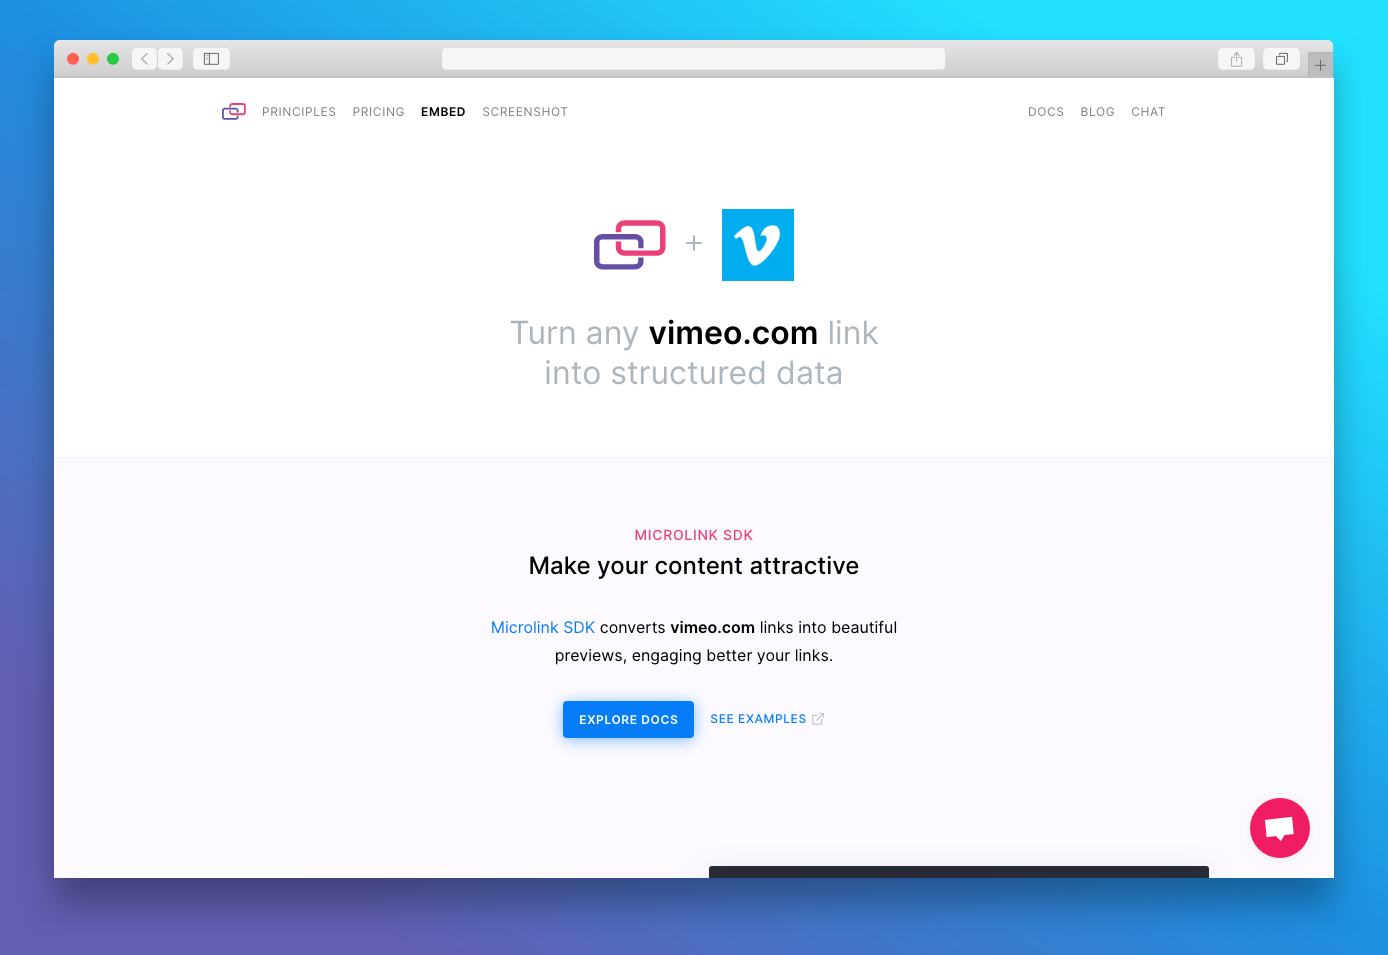 PRINCIPLES PRICING EMBED SCREENSHOT DOCS BLOG CHAT
Turn any vimeo.com link
into structured data
MICROLINK SDK
Make your content attractive
Microlink SDK converts vimeo.com links into beautiful
previews, engaging better your links.
EXPLORE DOCS SEE EXAMPLES